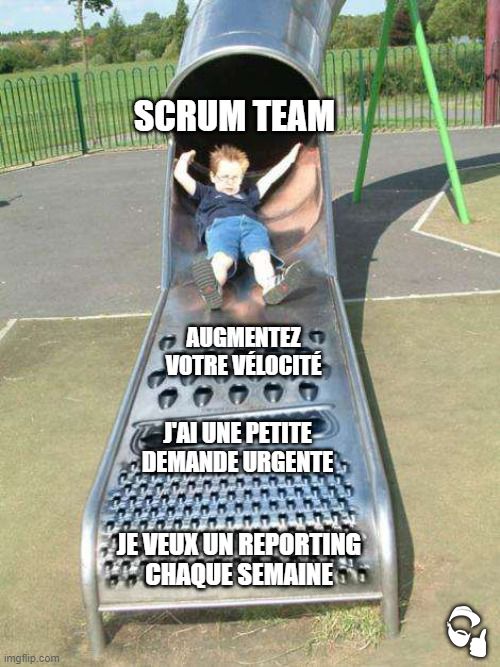 SCRUM TEAM
AUGMENTEZ
VOTRE VÉLOCITÉ
J'AI UNE PETITE
DEMANDE URGENTE
JE VEUX UN REPORTING
CHAQUE SEMAINE
imgflip.com